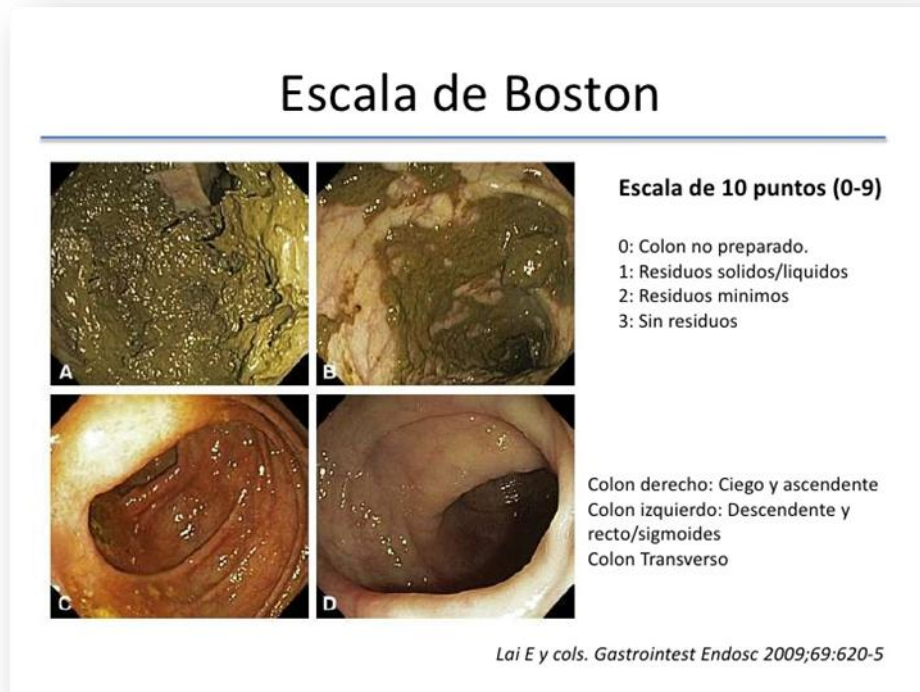 Escala de Boston
A
B
Escala de 10 puntos (0-9)
0: Colon no preparado.
1: Residuos solidos/liquidos
2: Residuos minimos
3: Sin residuos
C
D
Colon derecho: Ciego y ascendente
Colon izquierdo: Descendente y
recto/sigmoides
Colon Transverso
Lai E y cols. Gastrointest Endosc 2009;69:620-5